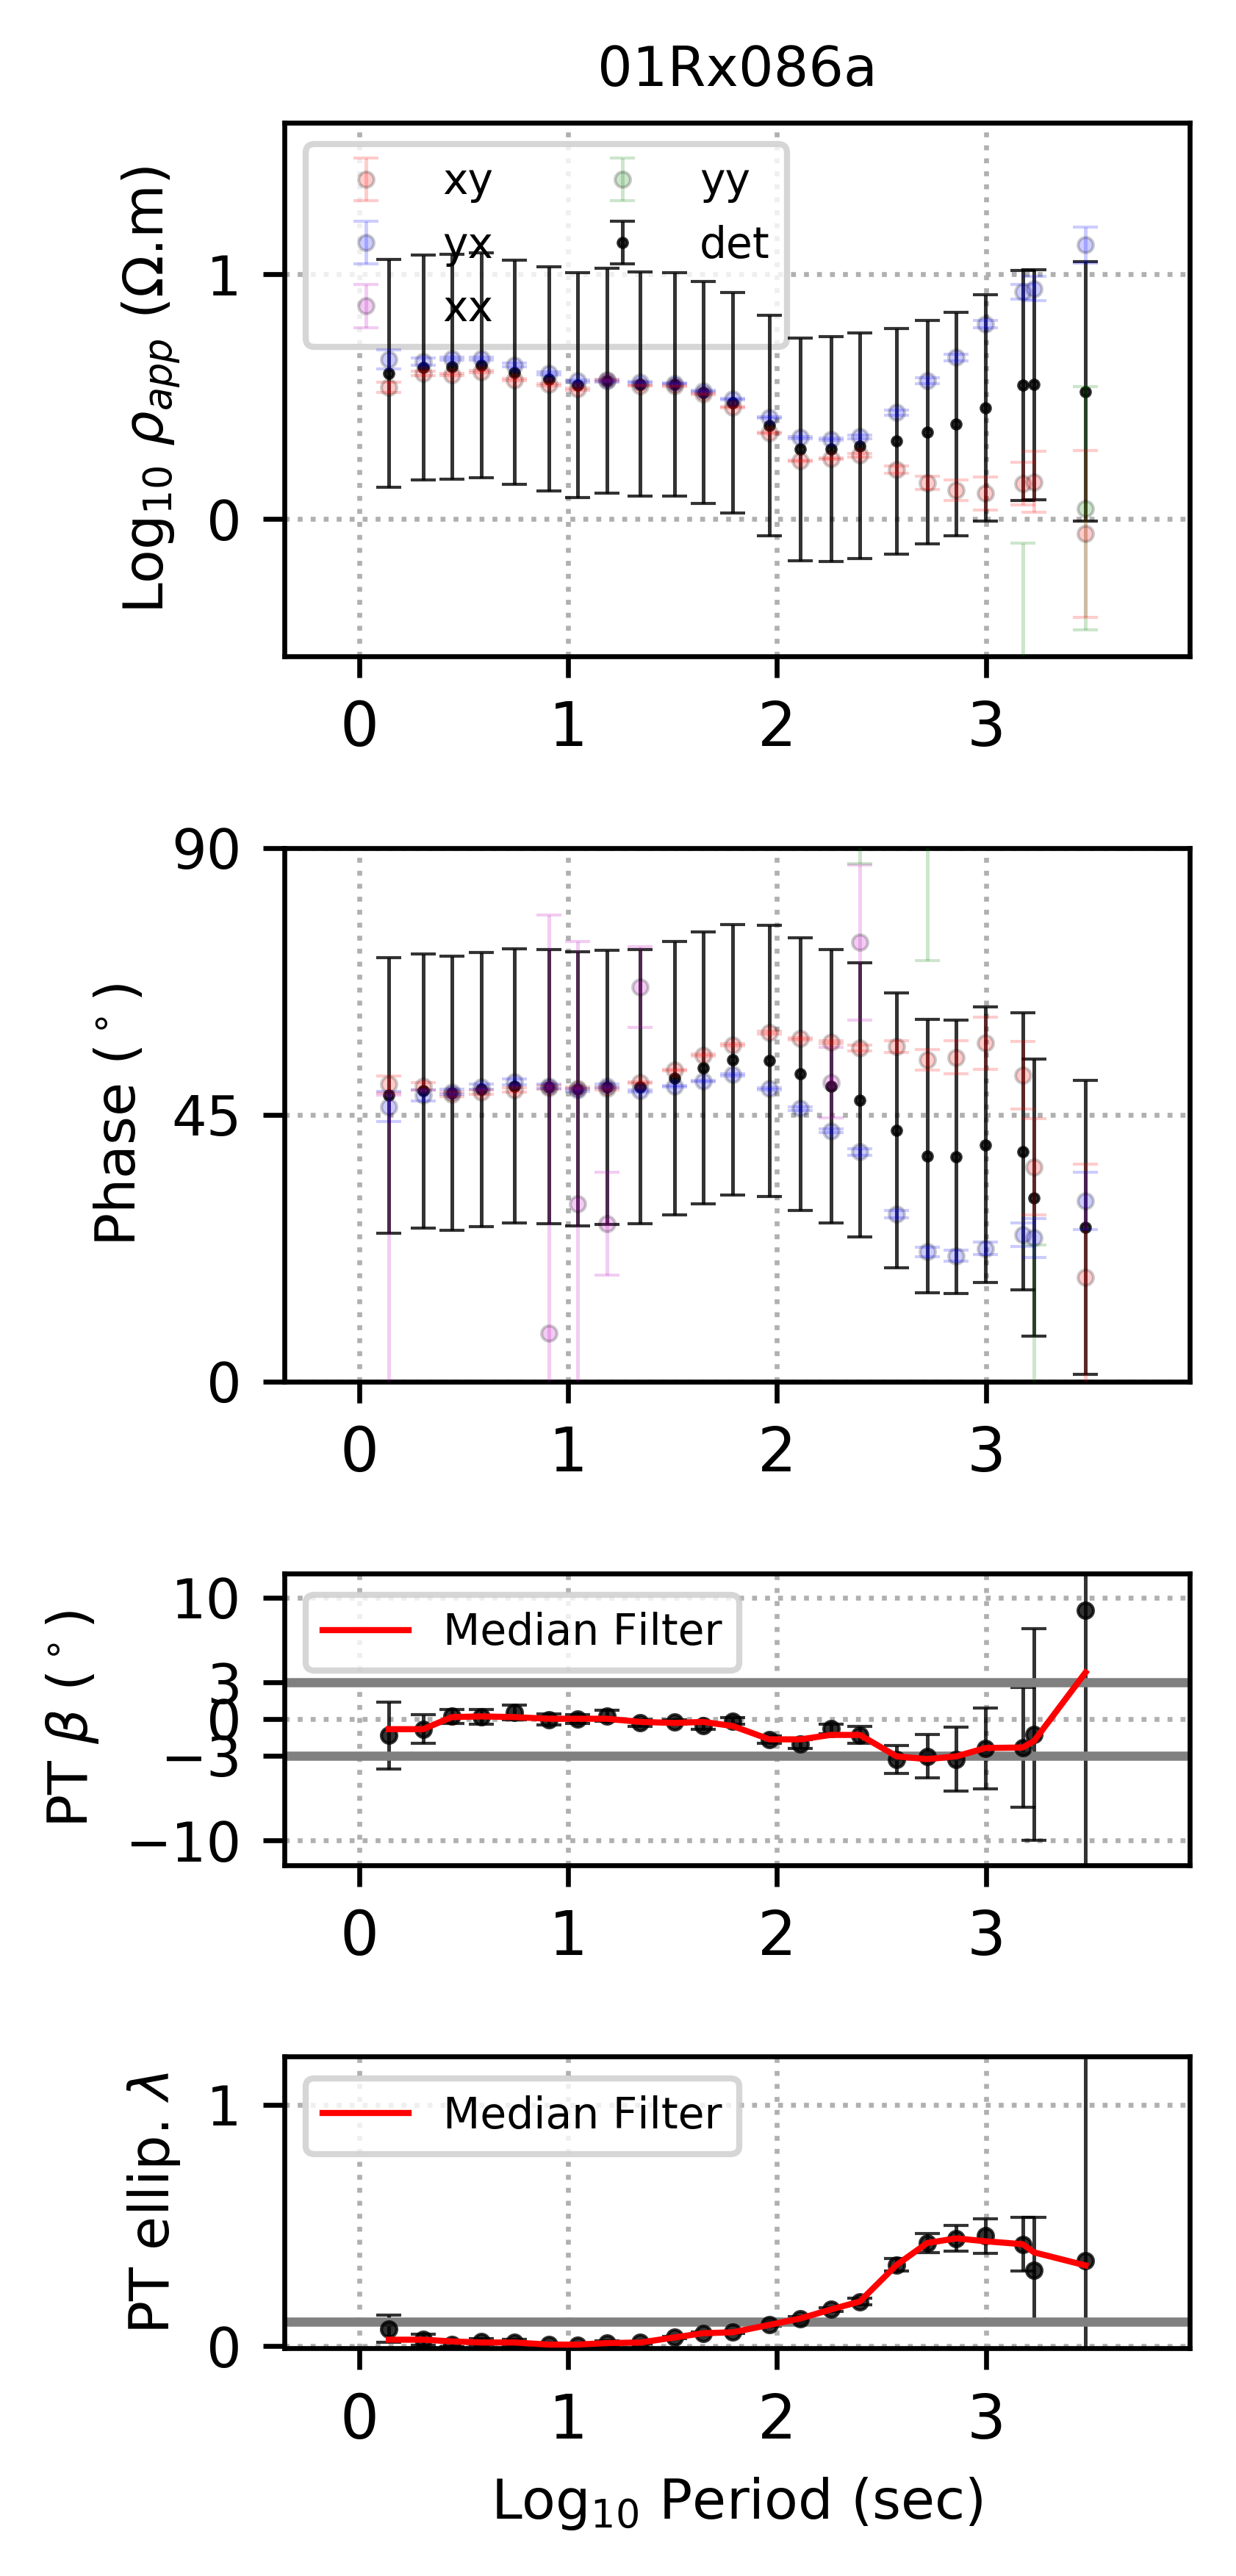 01Rx086a
Log10 ρapp (Ω.m)
1
0
xy
yx
xx
yy
det
0 1 2 3
Phase (°)
90
45
0
0 1 2 3
PT β (°)
10
3
0
−3
−10
Median Filter
0 1 2 3
PT ellip. λ
1
0
Median Filter
0 1 2 3
Log10 Period (sec)